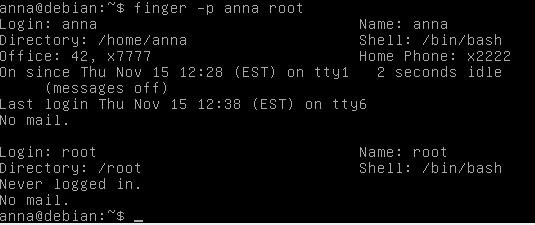 anna@debian:~$ finger -p anna root
Login: anna                             Name: anna
Directory: /home/anna                   Shell: /bin/bash
Office: 42, x7777                       Home Phone: x2222
On since Thu Nov 15 12:28 (EST) on tty1   2 seconds idle
     (messages off)
Last login Thu Nov 15 12:38 (EST) on tty6
No mail.

Login: root                             Name: root
Directory: /root                        Shell: /bin/bash
Never logged in.
No mail.
anna@debian:~$ _